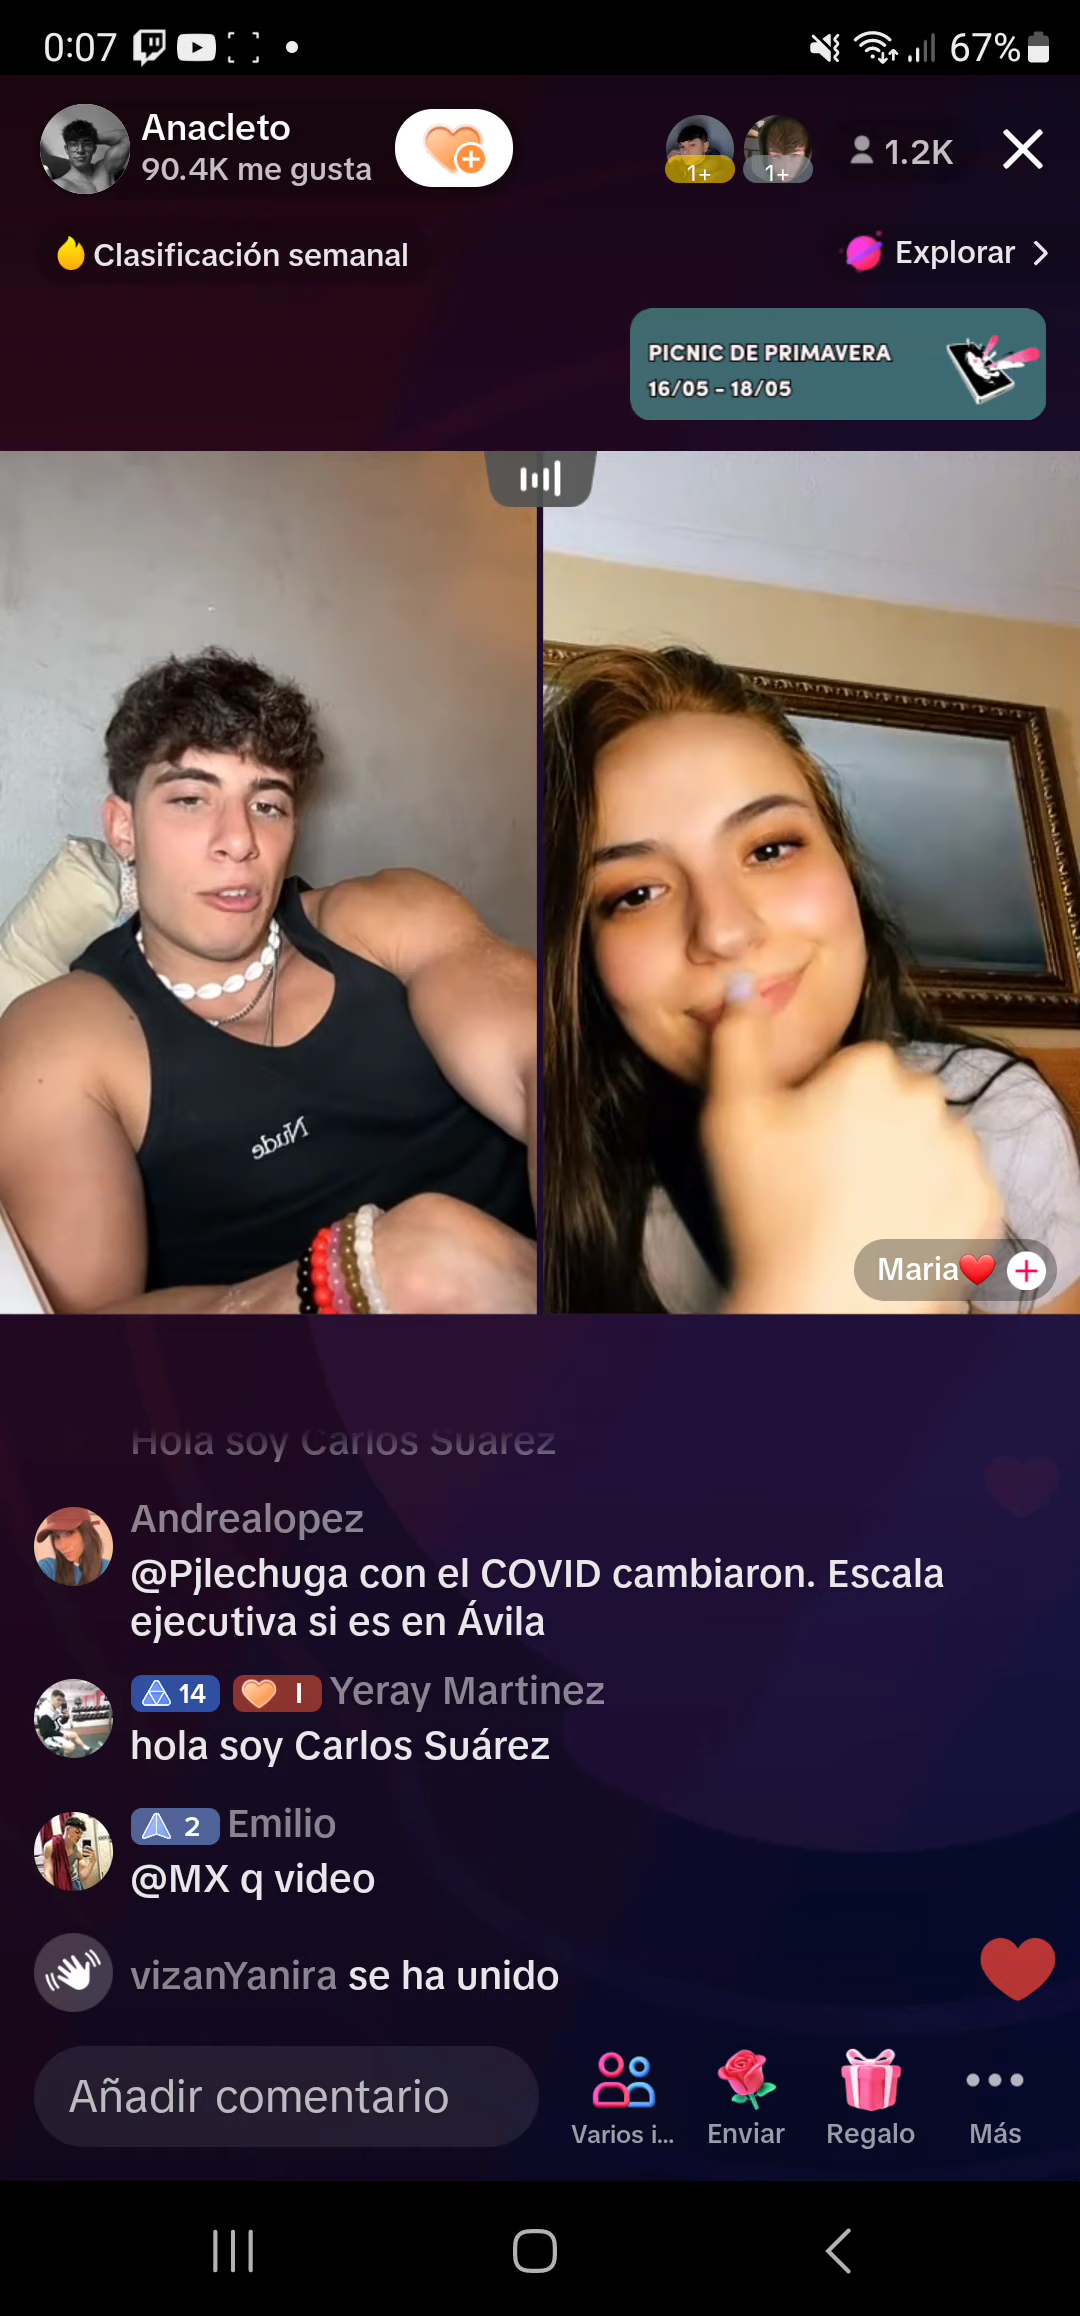 0:07
67%
Anacleto
90.4K me gusta
1+
1+
1.2K
Clasificación semanal
Explorar
PICNIC DE PRIMAVERA
16/05 - 18/05
Nude
Maria❤️
Hola soy Carlos Suarez
Andrealopez
@Pjlechuga con el COVID cambiaron. Escala
ejecutiva si es en Ávila
14 I Yeray Martinez
hola soy Carlos Suárez
2 Emilio
@MX q video
vizanYanira se ha unido
Añadir comentario
Varios i...
Enviar
Regalo
Más